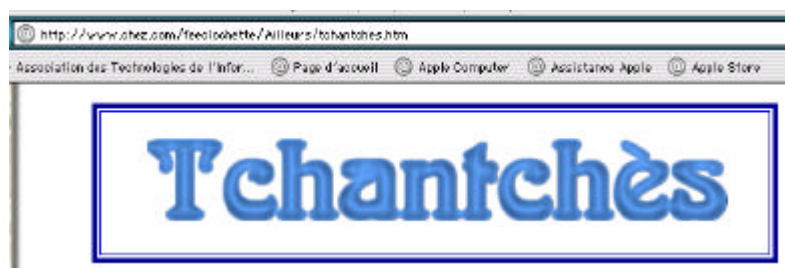 http://www.chez.com/feeclochette/Ailleurs/tchantches.htm
Association des Technologies de l'Infor... Page d'accueil Apple Computer Assistance Apple Apple Store
Tchantchès